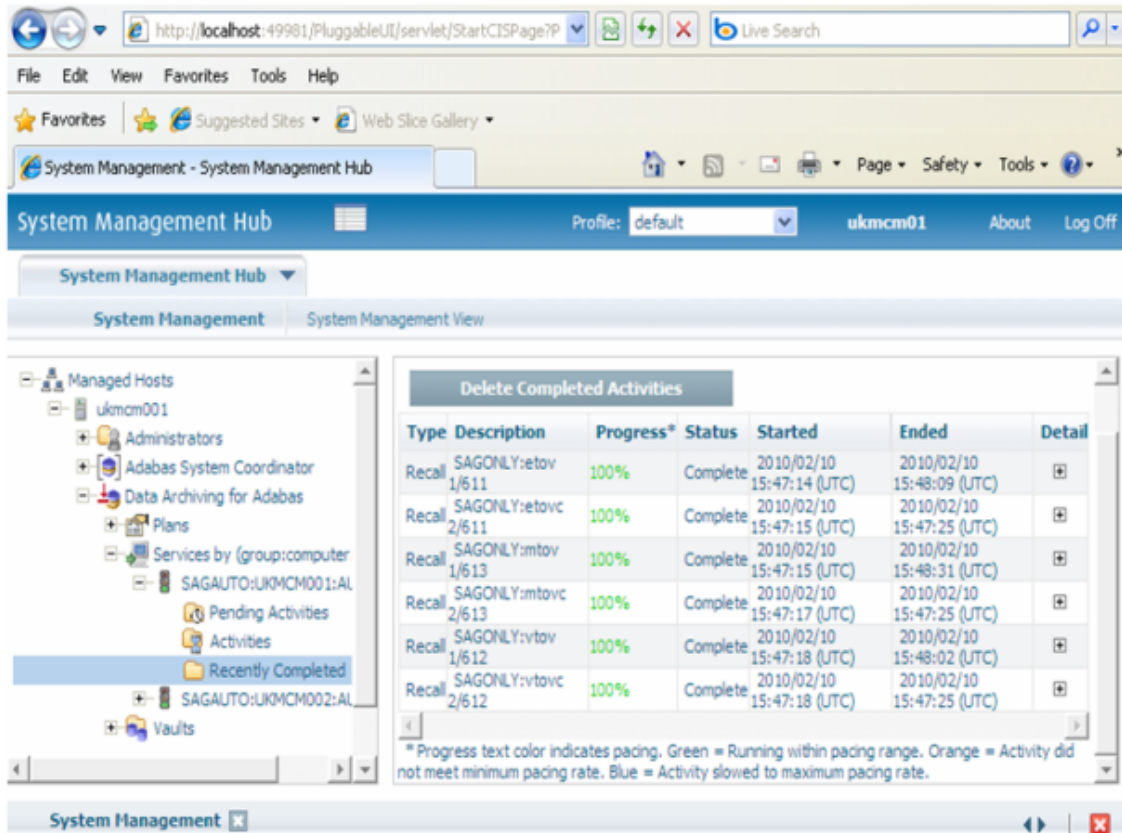 http://localhost:49981/PluggableUI/servlet/StartCISPage?P
Live Search
File Edit View Favorites Tools Help
Favorites Suggested Sites Web Slice Gallery
System Management - System Management Hub
Page Safety Tools
System Management Hub Profile: default ukmcm01 About Log Off
System Management Hub
System Management System Management View
Managed Hosts
ukmcm001
Administrators
Adabas System Coordinator
Data Archiving for Adabas
Plans
Services by (group:computer
SAGAUTO:UKMCM001:AU
Pending Activities
Activities
Recently Completed
SAGAUTO:UKMCM002:AU
Vaults
Delete Completed Activities
Type Description Progress* Status Started Ended Detail
Recall SAGONLY:etov 1/611 100% Complete 2010/02/10 15:47:14 (UTC) 2010/02/10 15:48:09 (UTC)
Recall SAGONLY:etovc 2/611 100% Complete 2010/02/10 15:47:15 (UTC) 2010/02/10 15:47:25 (UTC)
Recall SAGONLY:mtov 1/613 100% Complete 2010/02/10 15:47:15 (UTC) 2010/02/10 15:48:31 (UTC)
Recall SAGONLY:mtovc 2/613 100% Complete 2010/02/10 15:47:17 (UTC) 2010/02/10 15:47:25 (UTC)
Recall SAGONLY:vtov 1/612 100% Complete 2010/02/10 15:47:18 (UTC) 2010/02/10 15:48:02 (UTC)
Recall SAGONLY:vtovc 2/612 100% Complete 2010/02/10 15:47:18 (UTC) 2010/02/10 15:47:25 (UTC)
* Progress text color indicates pacing. Green = Running within pacing range. Orange = Activity did
not meet minimum pacing rate. Blue = Activity slowed to maximum pacing rate.
System Management